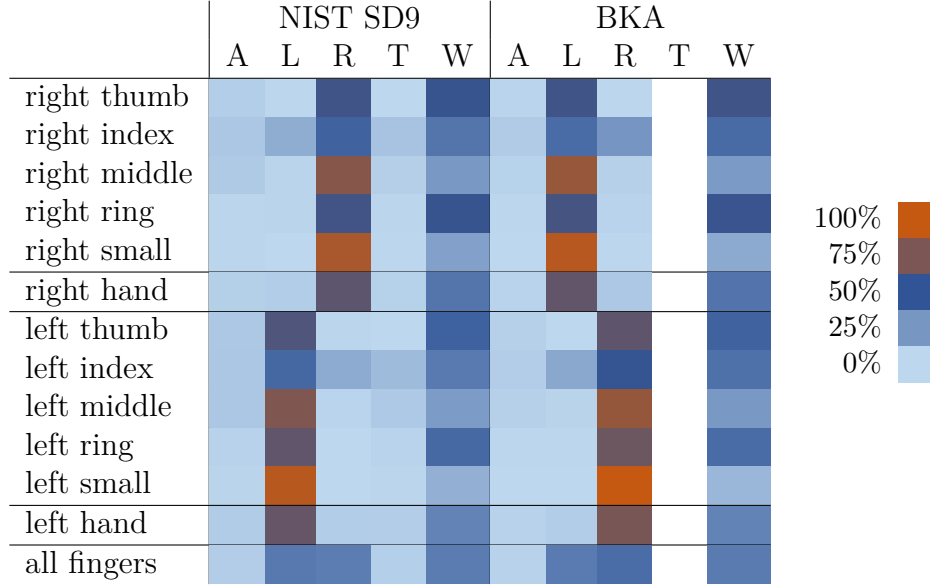 NIST SD9 BKA
A L R T W A L R T W
right thumb
right index
right middle
right ring
right small
right hand
left thumb
left index
left middle
left ring
left small
left hand
all fingers
100%
75%
50%
25%
0%